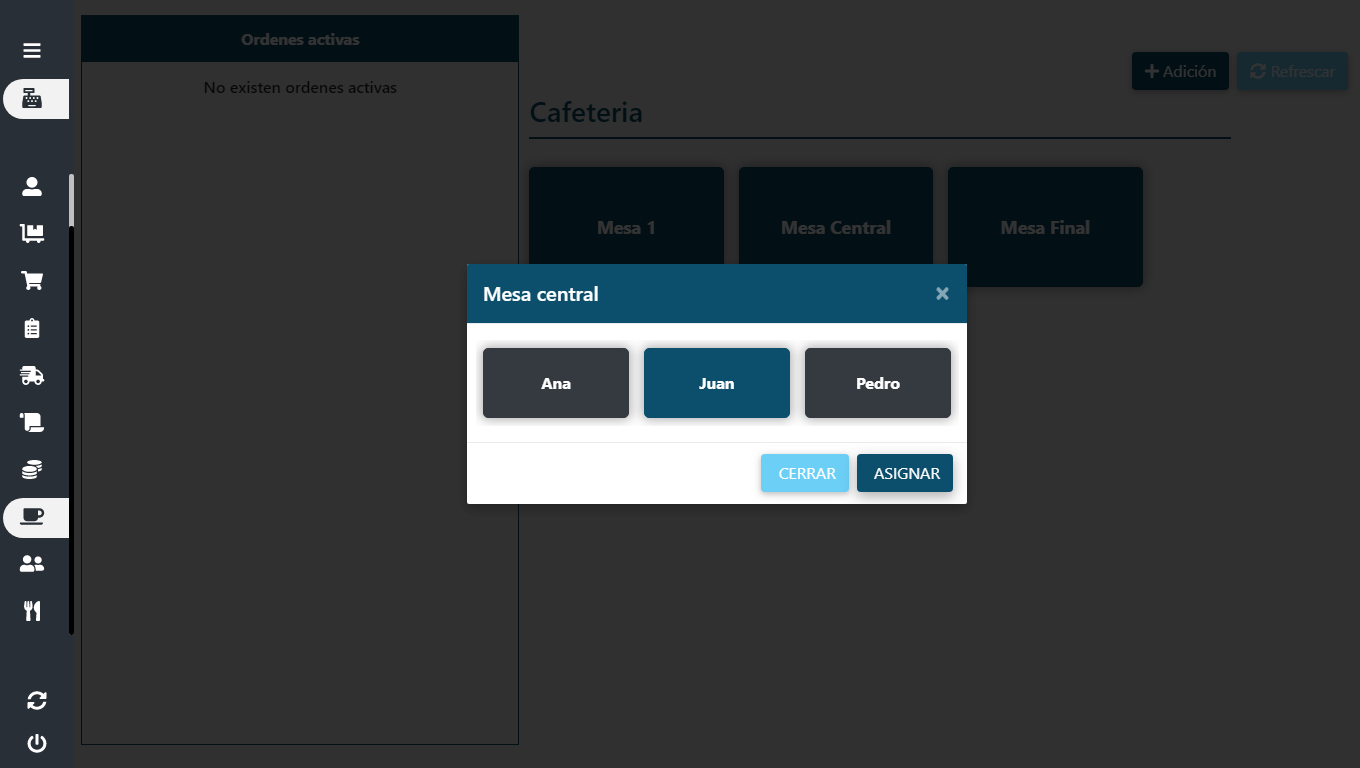 Ordenes activas
No existen ordenes activas
Adición
Refrescar
Cafeteria
Mesa 1
Mesa Central
Mesa Final
Mesa central
×
Ana
Juan
Pedro
CERRAR
ASIGNAR